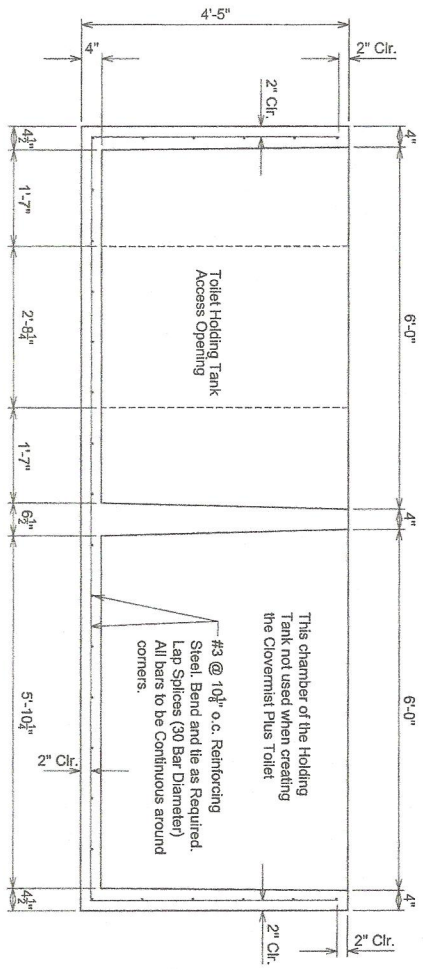 4'-5"
4"
2" Clr.
2" Clr.
4"
6'-0"
4"
6'-0"
4"
4½"
1'-7"
2'-8¼"
1'-7"
6½"
5'-10¼"
4½"
Toilet Holding Tank
Access Opening
This chamber of the Holding
Tank not used when creating
the Clovermist Plus Toilet
#3 @ 10⅛" o.c. Reinforcing
Steel. Bend and tie as Required.
Lap Splices (30 Bar Diameter)
All bars to be Continuous around
corners.
2" Clr.
2" Clr.
2" Clr.